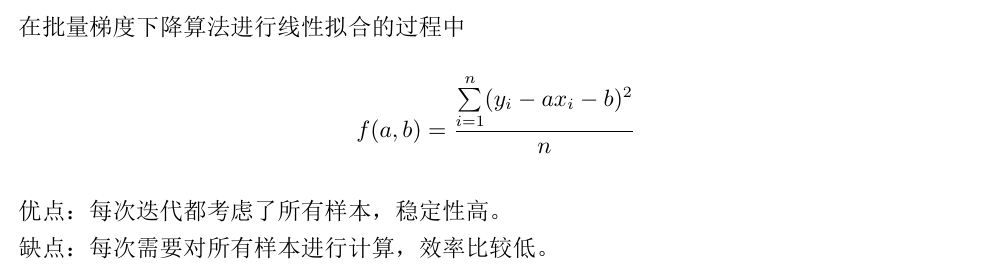 在批量梯度下降算法进行线性拟合的过程中
f(a, b) = \frac{\sum\limits_{i=1}^{n}(y_i - ax_i - b)^2}{n}
优点：每次迭代都考虑了所有样本，稳定性高。
缺点：每次需要对所有样本进行计算，效率比较低。